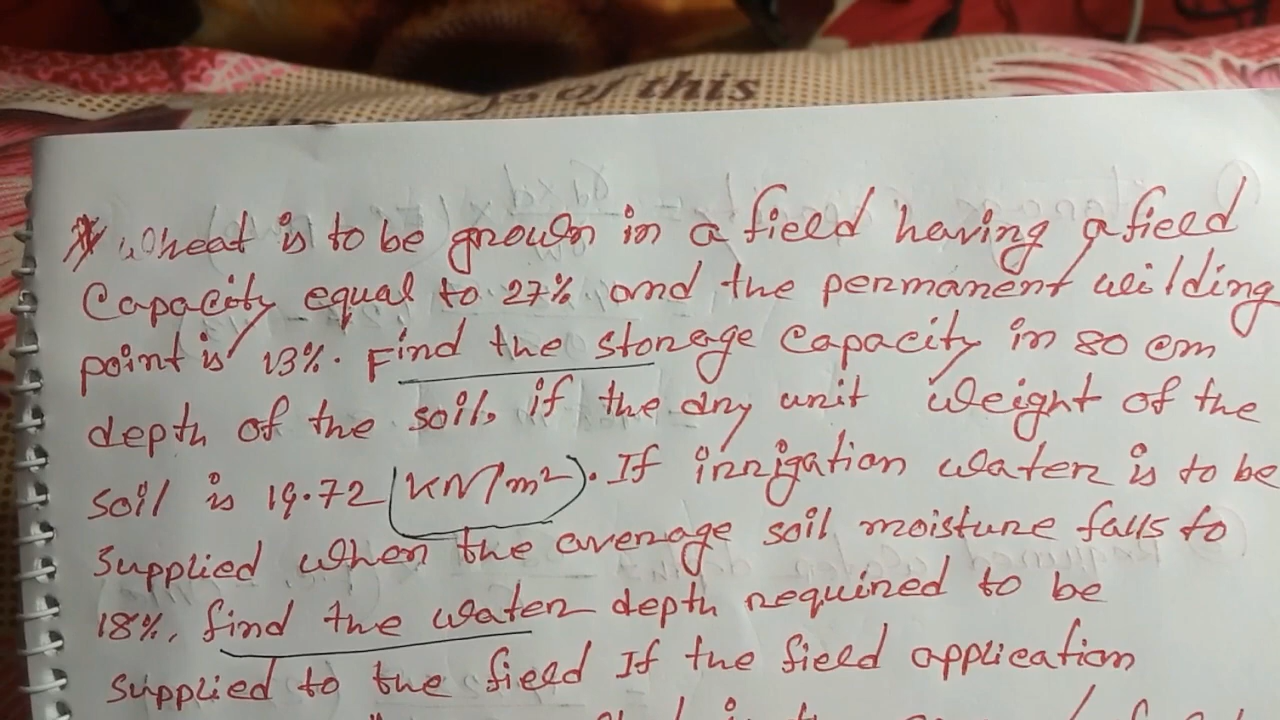 of this
Wheat is to be grown in a field having a field
Capacity equal to 27% and the permanent wilding
point is 13%. Find the storage capacity in 80 cm
depth of the soil, if the dry unit weight of the
soil is 19.72 (KN/m²). If irrigation water is to be
supplied when the average soil moisture falls to
18%, find the water depth required to be
supplied to the field If the field application